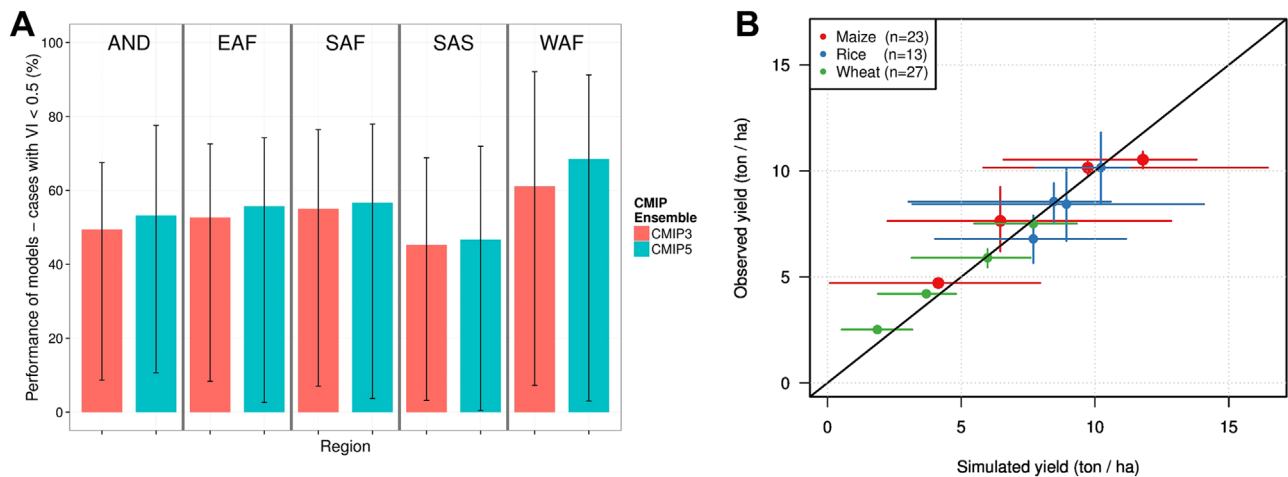 A
AND EAF SAF SAS WAF
Performance of models – cases with VI < 0.5 (%)
100
80
60
40
20
0
Region
CMIP
Ensemble
CMIP3
CMIP5
B
Maize (n=23)
Rice (n=13)
Wheat (n=27)
Observed yield (ton / ha)
15
10
5
0
0 5 10 15
Simulated yield (ton / ha)